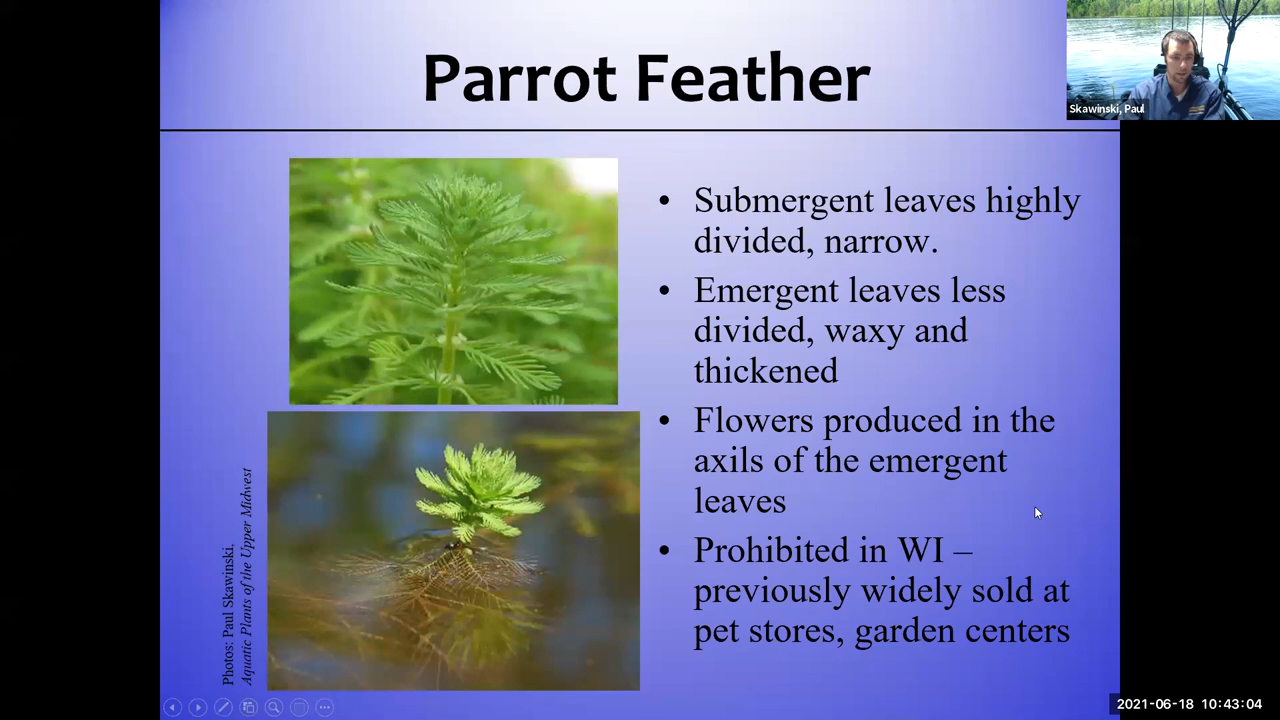 Parrot Feather
Skawinski, Paul
• Submergent leaves highly
divided, narrow.
• Emergent leaves less
divided, waxy and
thickened
• Flowers produced in the
axils of the emergent
leaves
• Prohibited in WI –
previously widely sold at
pet stores, garden centers
Photos: Paul Skawinski,
Aquatic Plants of the Upper Midwest
2021-06-18 10:43:04